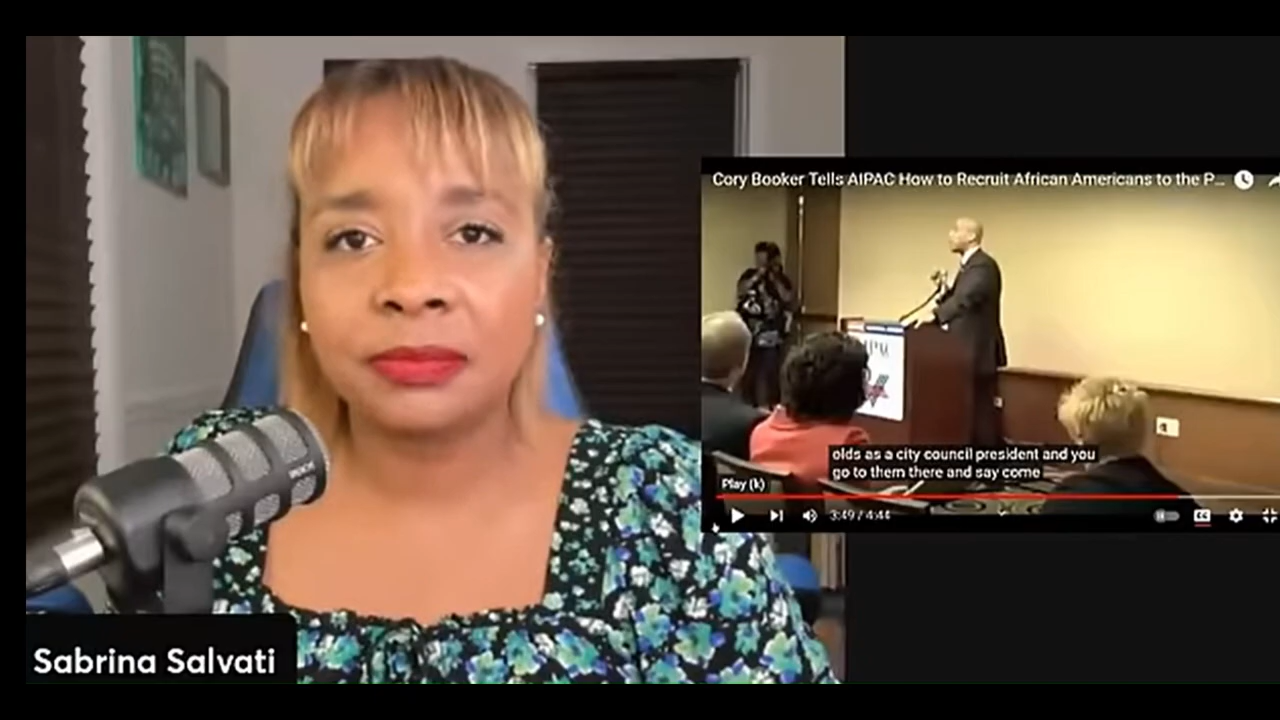 Cory Booker Tells AIPAC How to Recruit African Americans to the P...
olds as a city council president and you
go to them there and say come
Play (k)
3:49 / 4:44
CC
Sabrina Salvati